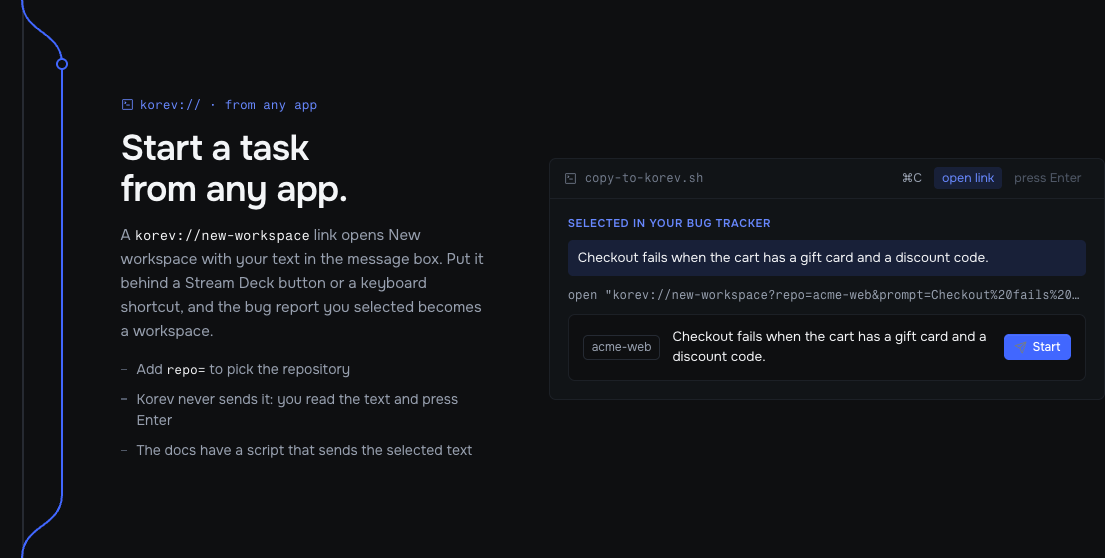 korev:// · from any app
Start a task
from any app.
A korev://new-workspace link opens New
workspace with your text in the message box. Put it
behind a Stream Deck button or a keyboard
shortcut, and the bug report you selected becomes
a workspace.
– Add repo= to pick the repository
– Korev never sends it: you read the text and press
Enter
– The docs have a script that sends the selected text
copy-to-korev.sh
⌘C
open link
press Enter
SELECTED IN YOUR BUG TRACKER
Checkout fails when the cart has a gift card and a discount code.
open "korev://new-workspace?repo=acme-web&prompt=Checkout%20fails%20…
acme-web
Checkout fails when the cart has a gift card and a
discount code.
Start